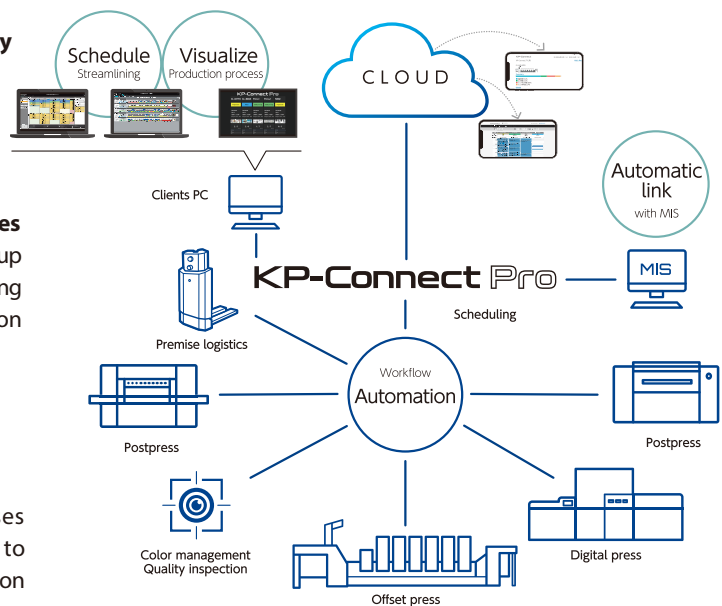 y
Schedule
Streamlining
Visualize
Production process
KP-Connect Pro
CLOUD
Clients PC
Automatic
link
with MIS
es
up
ng
on
KP-Connect Pro
MIS
Scheduling
Premise logistics
Workflow
Automation
Postpress
Postpress
ses
to
on
Color management
Quality inspection
Digital press
Offset press